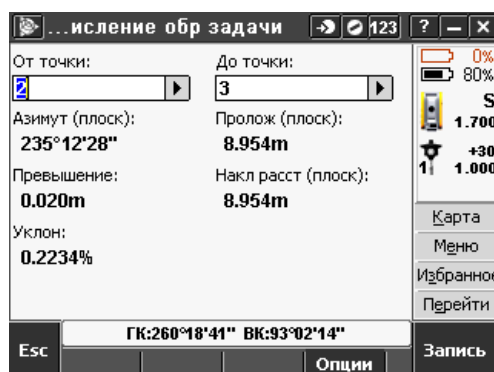 ...исление обр задачи 123 ? – X
От точки:
До точки:
2
3
Азимут (плоск):
Пролож (плоск):
235°12'28"
8.954m
Превышение:
Накл расст (плоск):
0.020m
8.954m
Уклон:
0.2234%
0%
80%
S
1.700
+30
1
1.000
Карта
Меню
Избранное
Перейти
ГК:260°18'41" ВК:93°02'14"
Esc
Опции
Запись